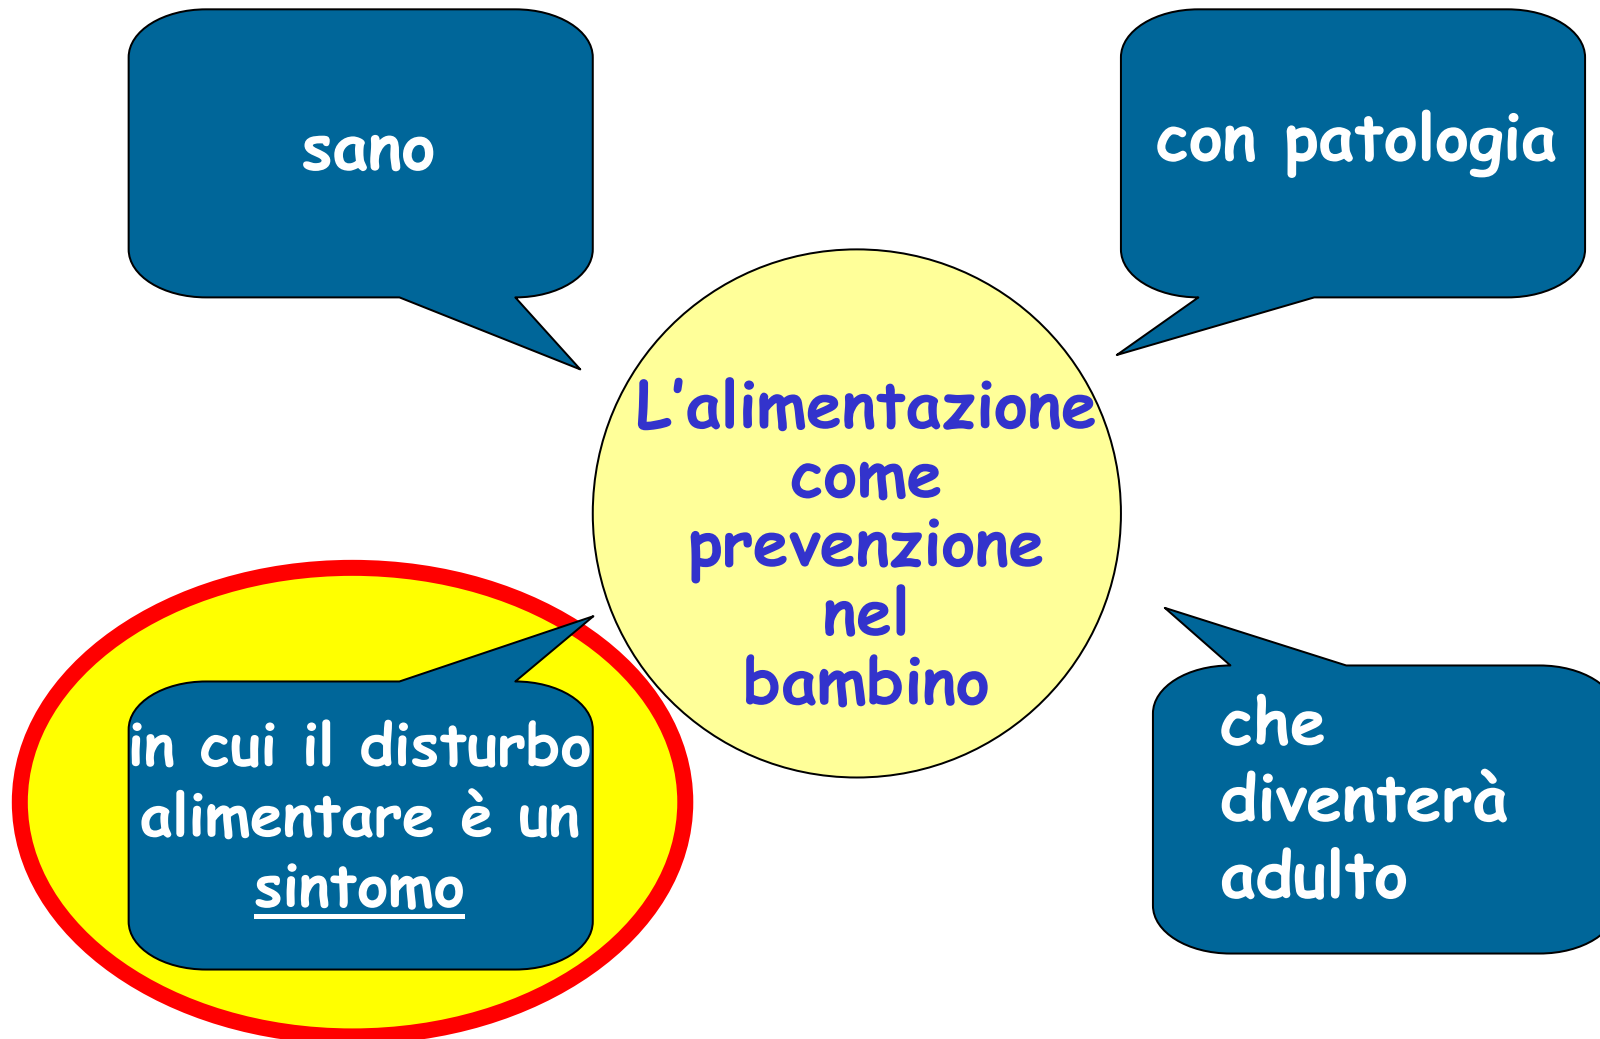 sano
con patologia
L'alimentazione
come
prevenzione
nel
bambino
in cui il disturbo
alimentare è un
sintomo
che
diventerà
adulto